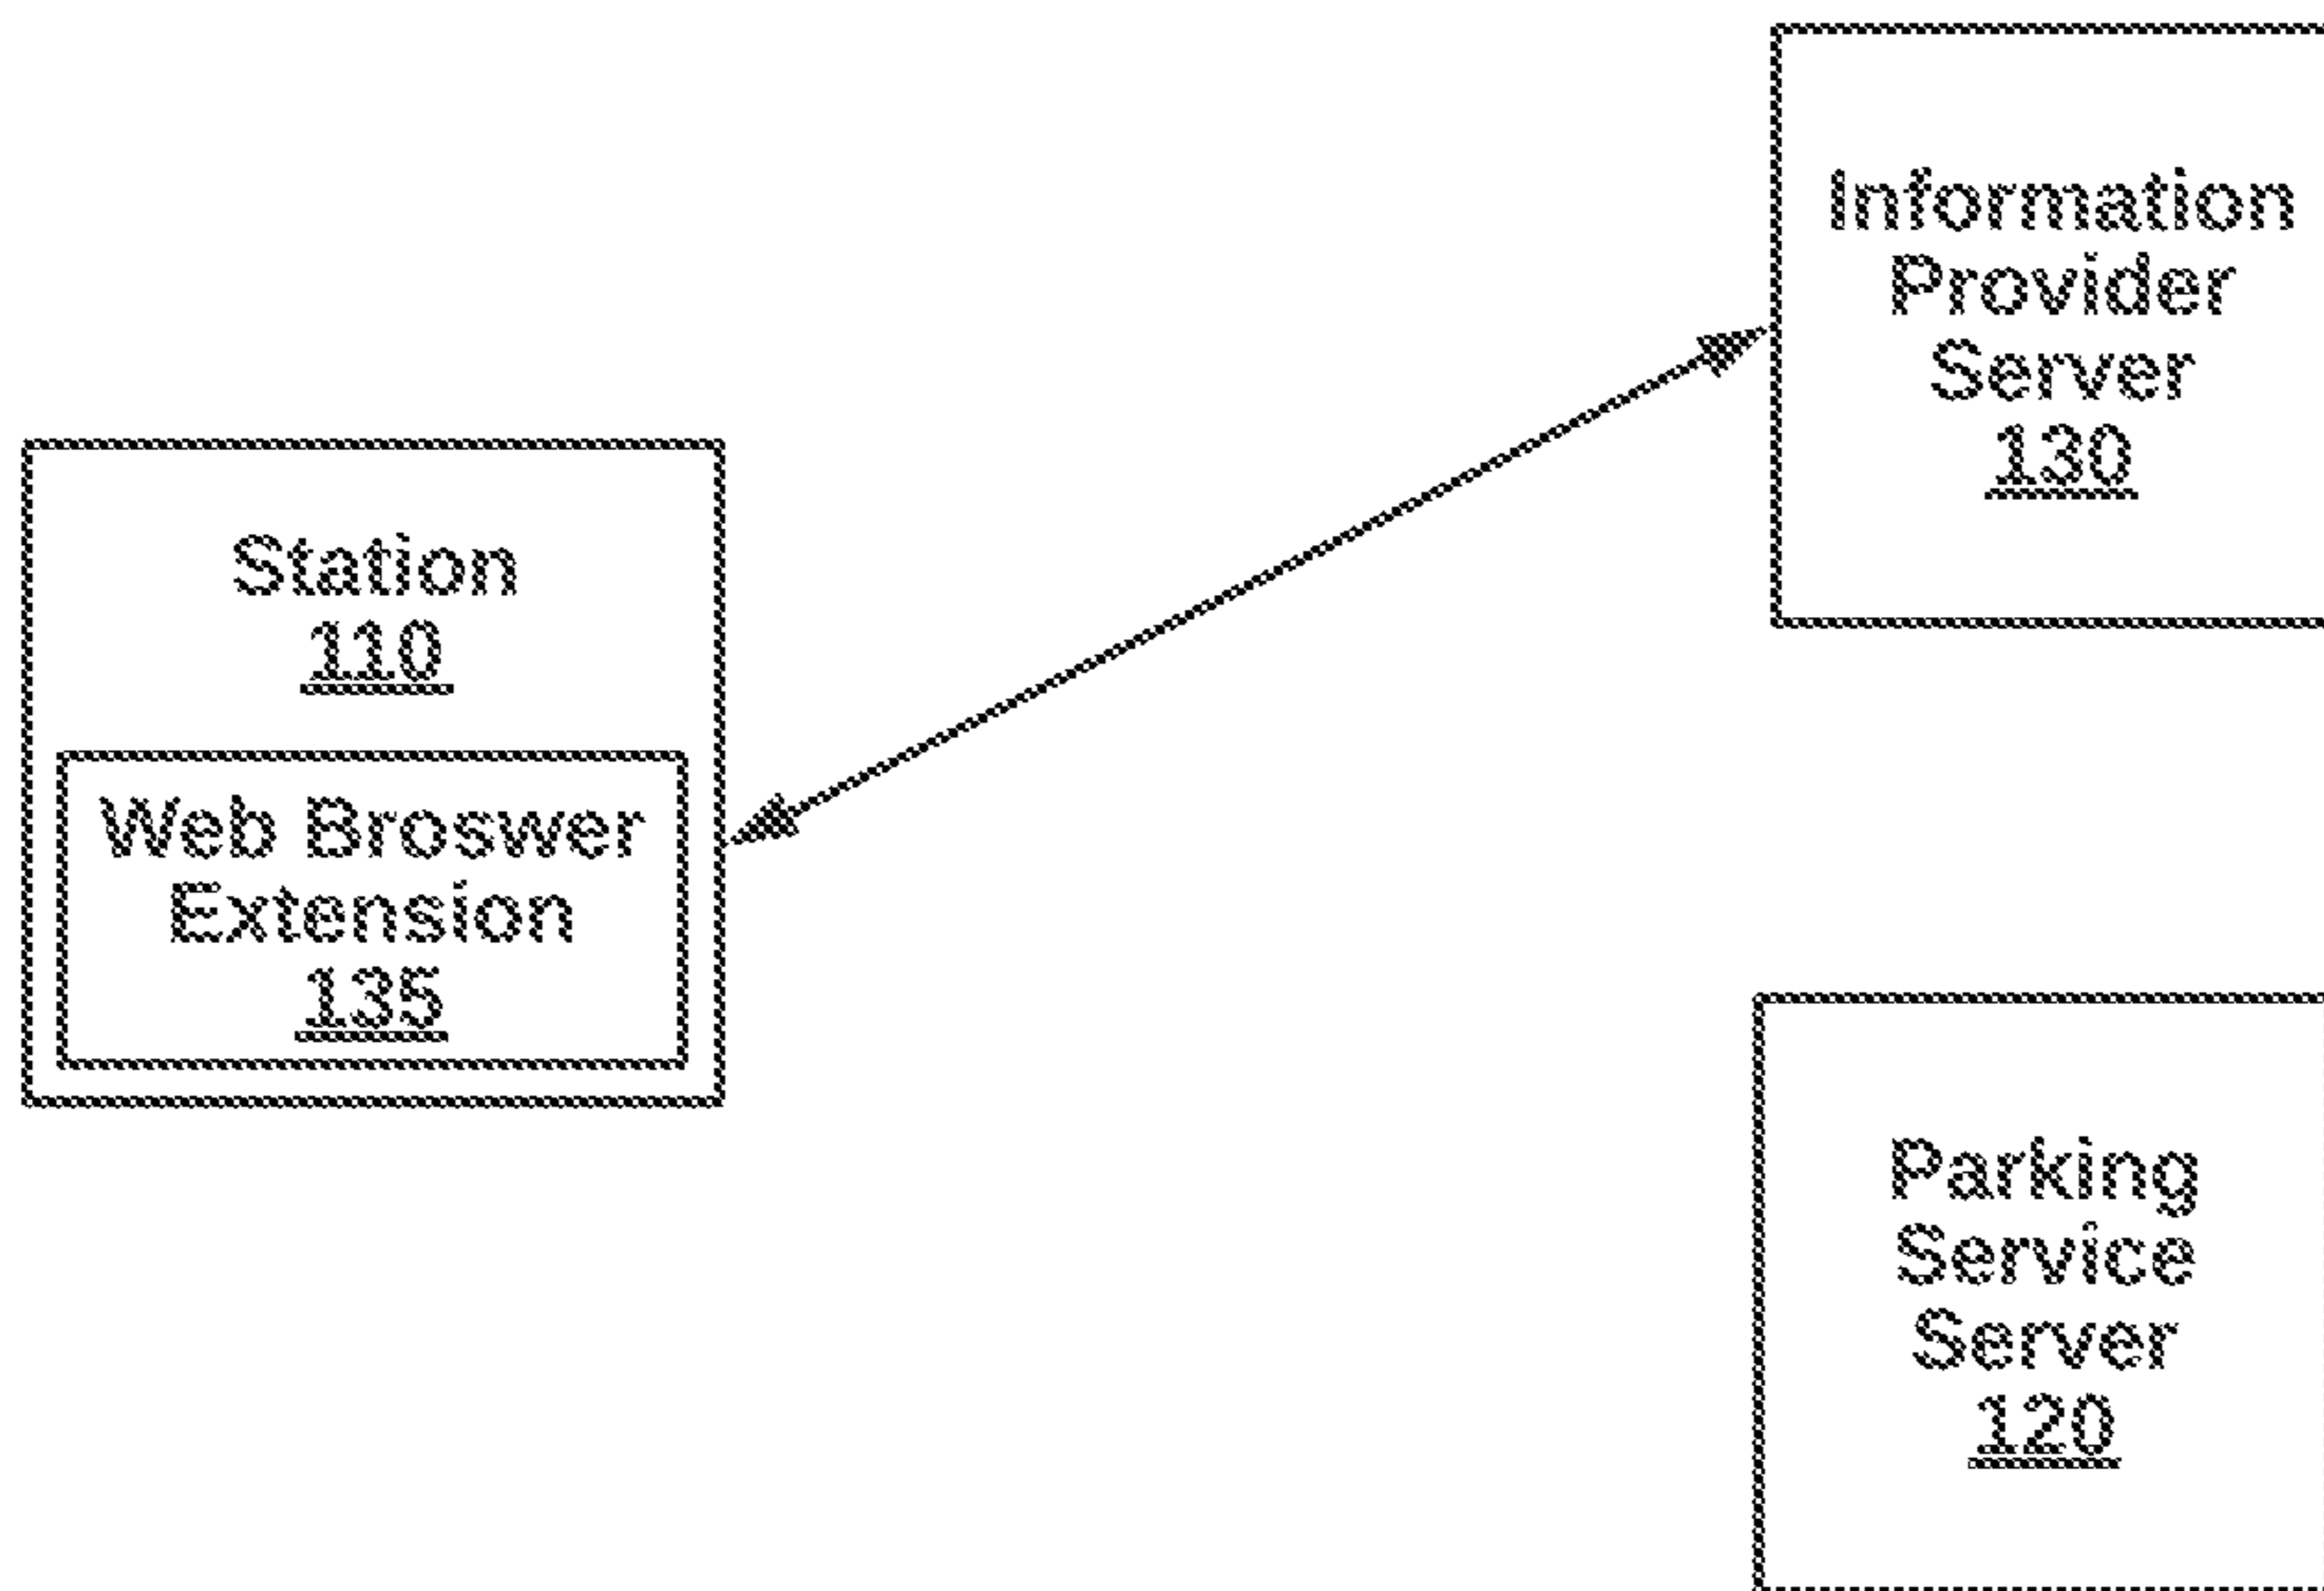 Information
Provider
Server
130
Station
110
Web Broswer
Extension
135
Parking
Service
Server
120